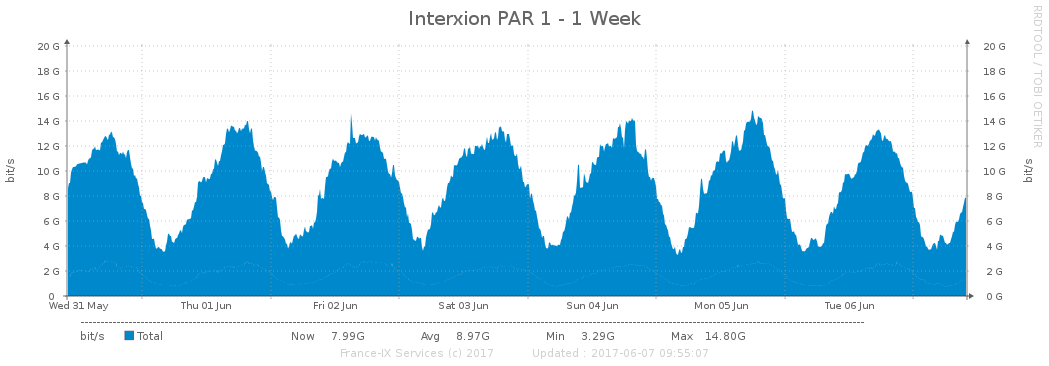 Interxion PAR 1 - 1 Week
RRDTOOL / TOBI OETIKER
bit/s
20 G
18 G
16 G
14 G
12 G
10 G
8 G
6 G
4 G
2 G
0
20 G
18 G
16 G
14 G
12 G
10 G
8 G
6 G
4 G
2 G
0 G
bit/s
Wed 31 May Thu 01 Jun Fri 02 Jun Sat 03 Jun Sun 04 Jun Mon 05 Jun Tue 06 Jun
bit/s Total Now 7.99G Avg 8.97G Min 3.29G Max 14.80G
France-IX Services (c) 2017 Updated : 2017-06-07 09:55:07